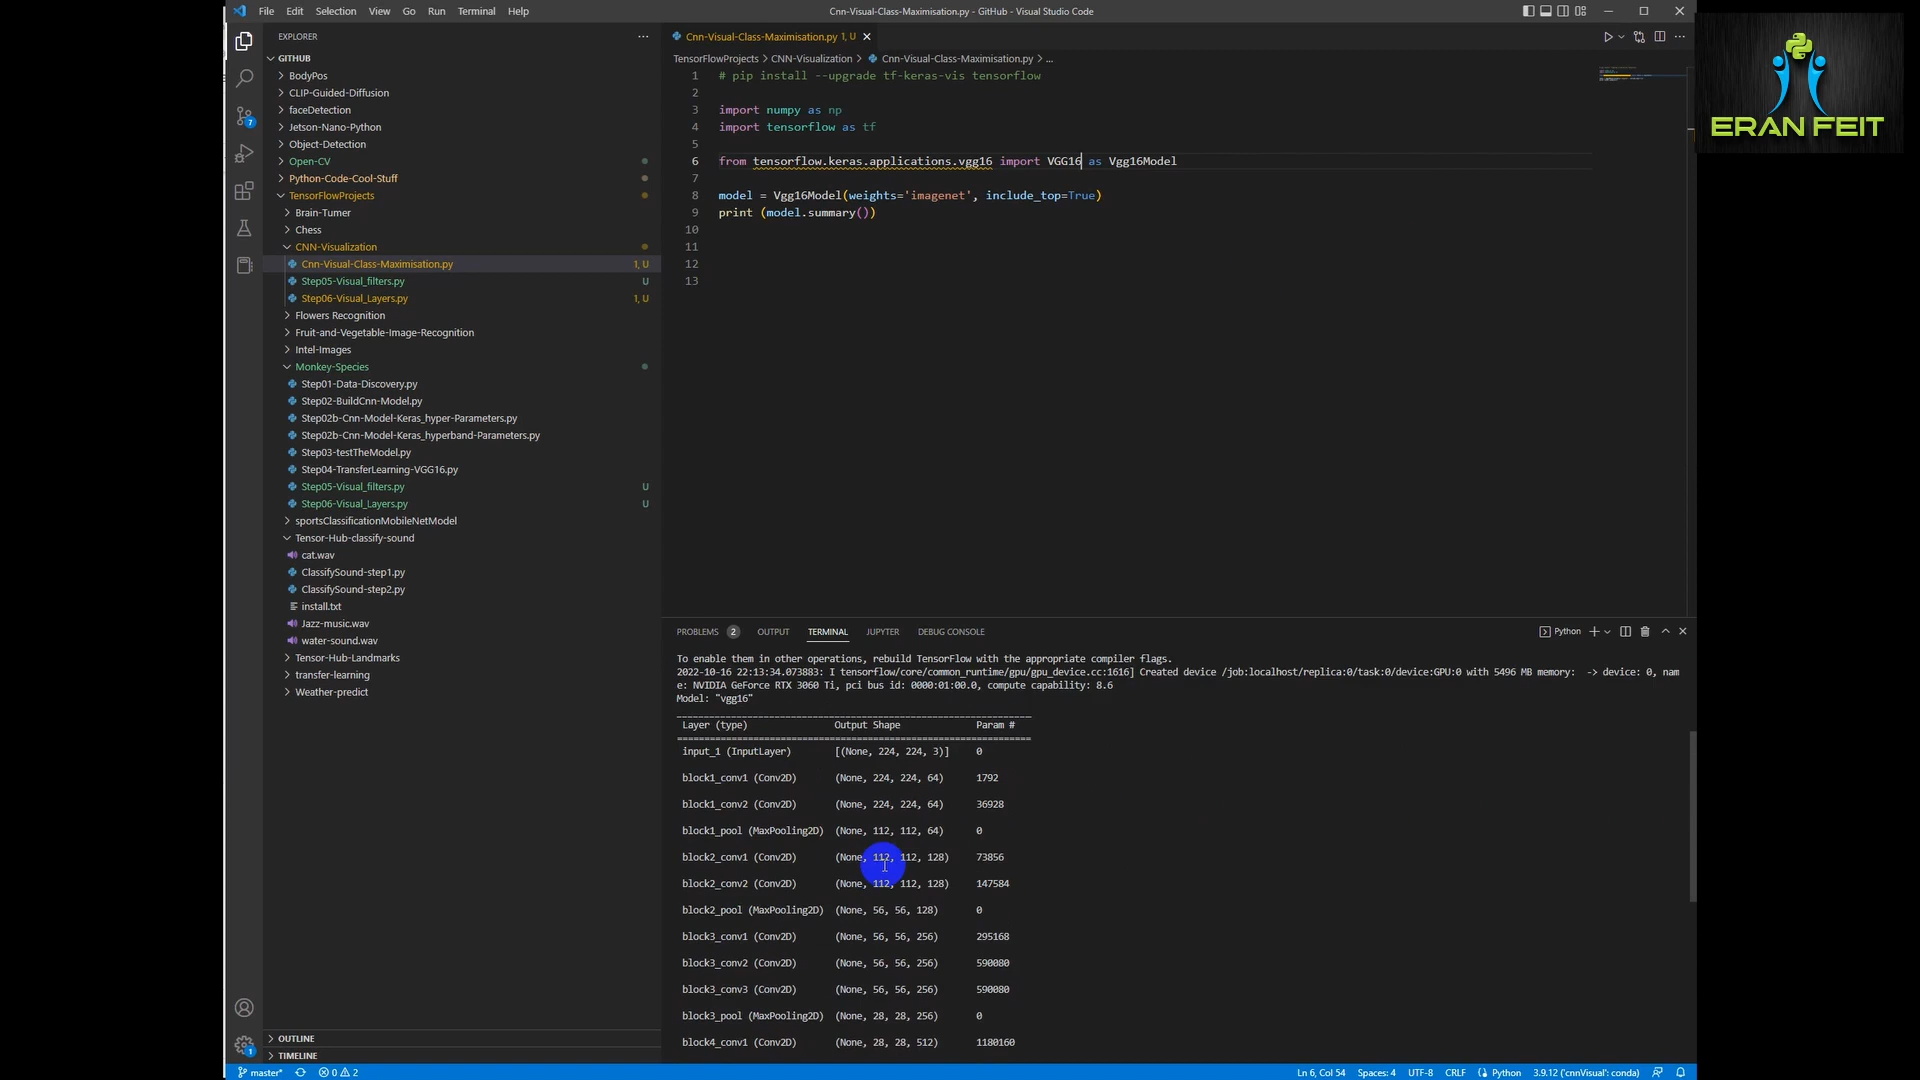 File Edit Selection View Go Run Terminal Help
Cnn-Visual-Class-Maximisation.py - GitHub - Visual Studio Code
EXPLORER
GITHUB
BodyPos
CLIP-Guided-Diffusion
faceDetection
Jetson-Nano-Python
Object-Detection
Open-CV
Python-Code-Cool-Stuff
TensorFlowProjects
Brain-Tumer
Chess
CNN-Visualization
Cnn-Visual-Class-Maximisation.py 1, U
Step05-Visual_filters.py U
Step06-Visual_Layers.py 1, U
Flowers Recognition
Fruit-and-Vegetable-Image-Recognition
Intel-Images
Monkey-Species
Step01-Data-Discovery.py
Step02-BuildCnn-Model.py
Step02b-Cnn-Model-Keras_hyper-Parameters.py
Step02b-Cnn-Model-Keras_hyperband-Parameters.py
Step03-testTheModel.py
Step04-TransferLearning-VGG16.py
Step05-Visual_filters.py U
Step06-Visual_Layers.py U
sportsClassificationMobileNetModel
Tensor-Hub-classify-sound
cat.wav
ClassifySound-step1.py
ClassifySound-step2.py
install.txt
Jazz-music.wav
water-sound.wav
Tensor-Hub-Landmarks
transfer-learning
Weather-predict
OUTLINE
TIMELINE
7
1
Cnn-Visual-Class-Maximisation.py 1, U
TensorFlowProjects > CNN-Visualization > Cnn-Visual-Class-Maximisation.py > ...
1 # pip install --upgrade tf-keras-vis tensorflow
2
3 import numpy as np
4 import tensorflow as tf
5
6 from tensorflow.keras.applications.vgg16 import VGG16 as Vgg16Model
7
8 model = Vgg16Model(weights='imagenet', include_top=True)
9 print (model.summary())
10
11
12
13
PROBLEMS 2 OUTPUT TERMINAL JUPYTER DEBUG CONSOLE
Python
To enable them in other operations, rebuild TensorFlow with the appropriate compiler flags.
2022-10-16 22:13:34.073883: I tensorflow/core/common_runtime/gpu/gpu_device.cc:1616] Created device /job:localhost/replica:0/task:0/device:GPU:0 with 5496 MB memory:  -> device: 0, nam
e: NVIDIA GeForce RTX 3060 Ti, pci bus id: 0000:01:00.0, compute capability: 8.6
Model: "vgg16"
Layer (type) Output Shape Param #
input_1 (InputLayer) [(None, 224, 224, 3)] 0
block1_conv1 (Conv2D) (None, 224, 224, 64) 1792
block1_conv2 (Conv2D) (None, 224, 224, 64) 36928
block1_pool (MaxPooling2D) (None, 112, 112, 64) 0
block2_conv1 (Conv2D) (None, 112, 112, 128) 73856
block2_conv2 (Conv2D) (None, 112, 112, 128) 147584
block2_pool (MaxPooling2D) (None, 56, 56, 128) 0
block3_conv1 (Conv2D) (None, 56, 56, 256) 295168
block3_conv2 (Conv2D) (None, 56, 56, 256) 590080
block3_conv3 (Conv2D) (None, 56, 56, 256) 590080
block3_pool (MaxPooling2D) (None, 28, 28, 256) 0
block4_conv1 (Conv2D) (None, 28, 28, 512) 1180160
master* 0 2
Ln 6, Col 54 Spaces: 4 UTF-8 CRLF Python 3.9.12 ('cnnVisual': conda)
ERAN FEIT